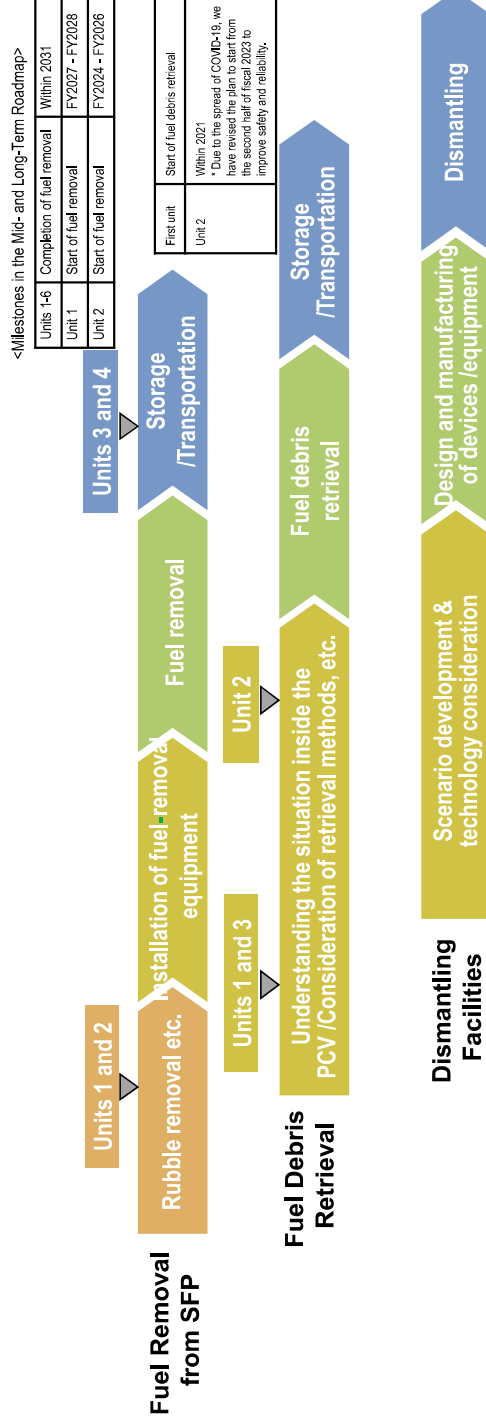 <Milestones in the Mid- and Long-Term Roadmap>
Units 1-6 Completion of fuel removal Within 2031
Unit 1 Start of fuel removal FY2027 - FY2028
Unit 2 Start of fuel removal FY2024 - FY2026
Units 1 and 2
Units 3 and 4
Fuel Removal
from SFP
Rubble removal etc.
Installation of fuel-removal
equipment
Fuel removal
Storage
/Transportation
First unit Start of fuel debris retrieval
Unit 2 Within 2021
* Due to the spread of COVID-19, we
have revised the plan to start from
the second half of fiscal 2023 to
improve safety and reliability.
Units 1 and 3
Unit 2
Fuel Debris
Retrieval
Understanding the situation inside the
PCV /Consideration of retrieval methods, etc.
Fuel debris
retrieval
Storage
/Transportation
Dismantling
Facilities
Scenario development &
technology consideration
Design and manufacturing
of devices /equipment
Dismantling